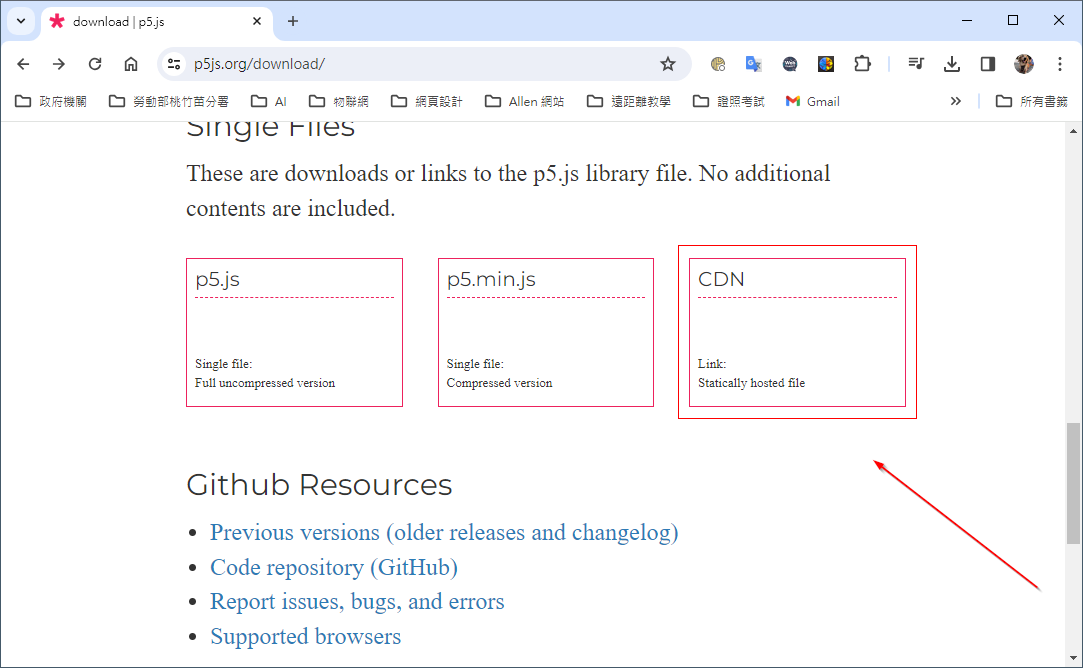 download | p5.js
p5js.org/download/
政府機關 勞動部桃竹苗分署 AI 物聯網 網頁設計 Allen 網站 遠距離教學 證照考試 Gmail 所有書籤
Single Files
These are downloads or links to the p5.js library file. No additional
contents are included.
p5.js
Single file:
Full uncompressed version
p5.min.js
Single file:
Compressed version
CDN
Link:
Statically hosted file
Github Resources
Previous versions (older releases and changelog)
Code repository (GitHub)
Report issues, bugs, and errors
Supported browsers